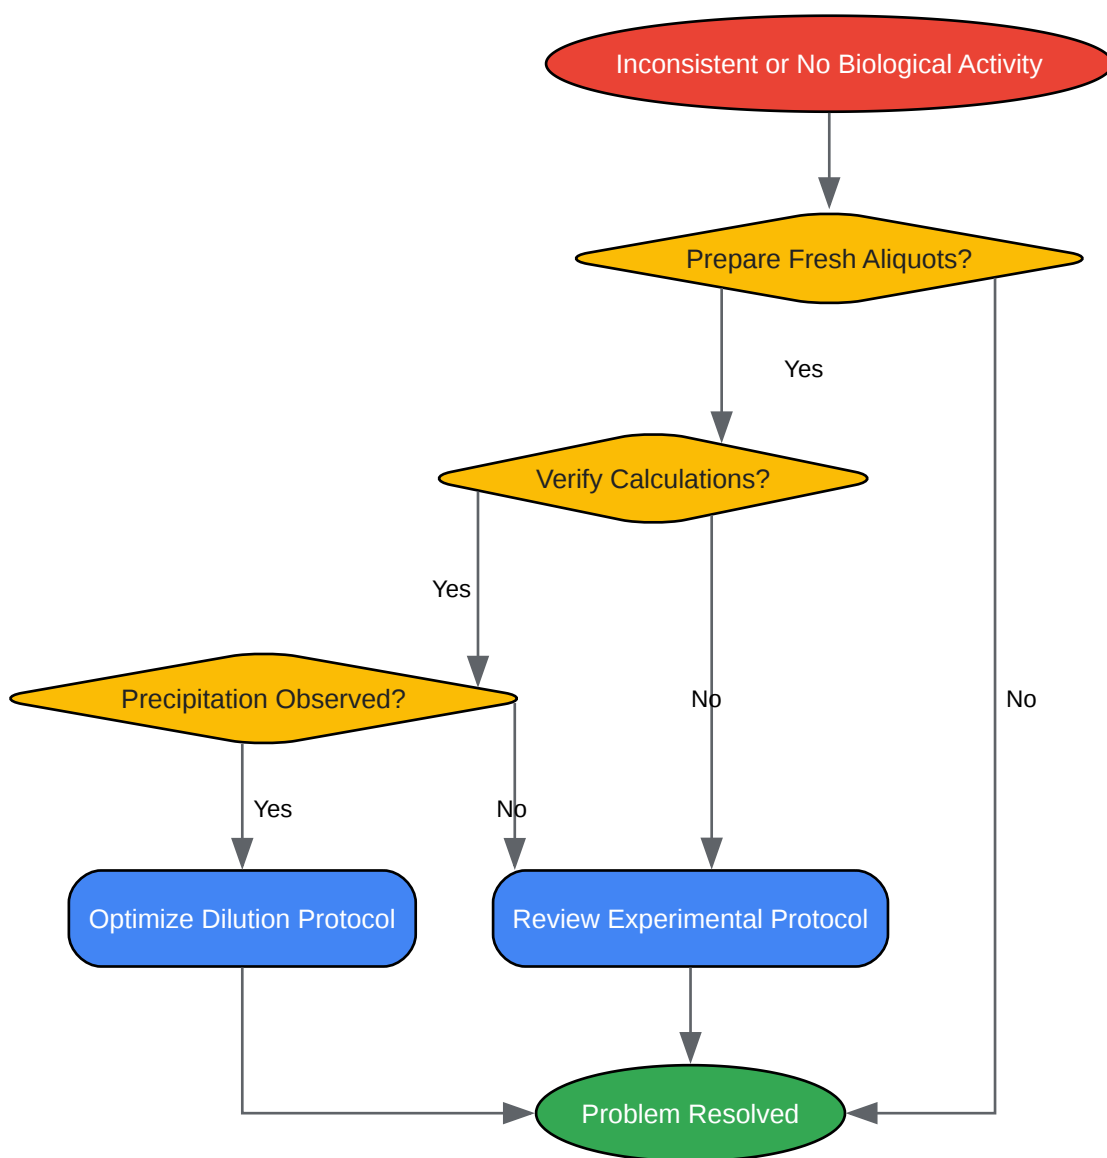 Inconsistent or No Biological Activity
Prepare Fresh Aliquots?
Yes
Verify Calculations?
Yes
Precipitation Observed?
No
No
Yes
No
Optimize Dilution Protocol
Review Experimental Protocol
Problem Resolved